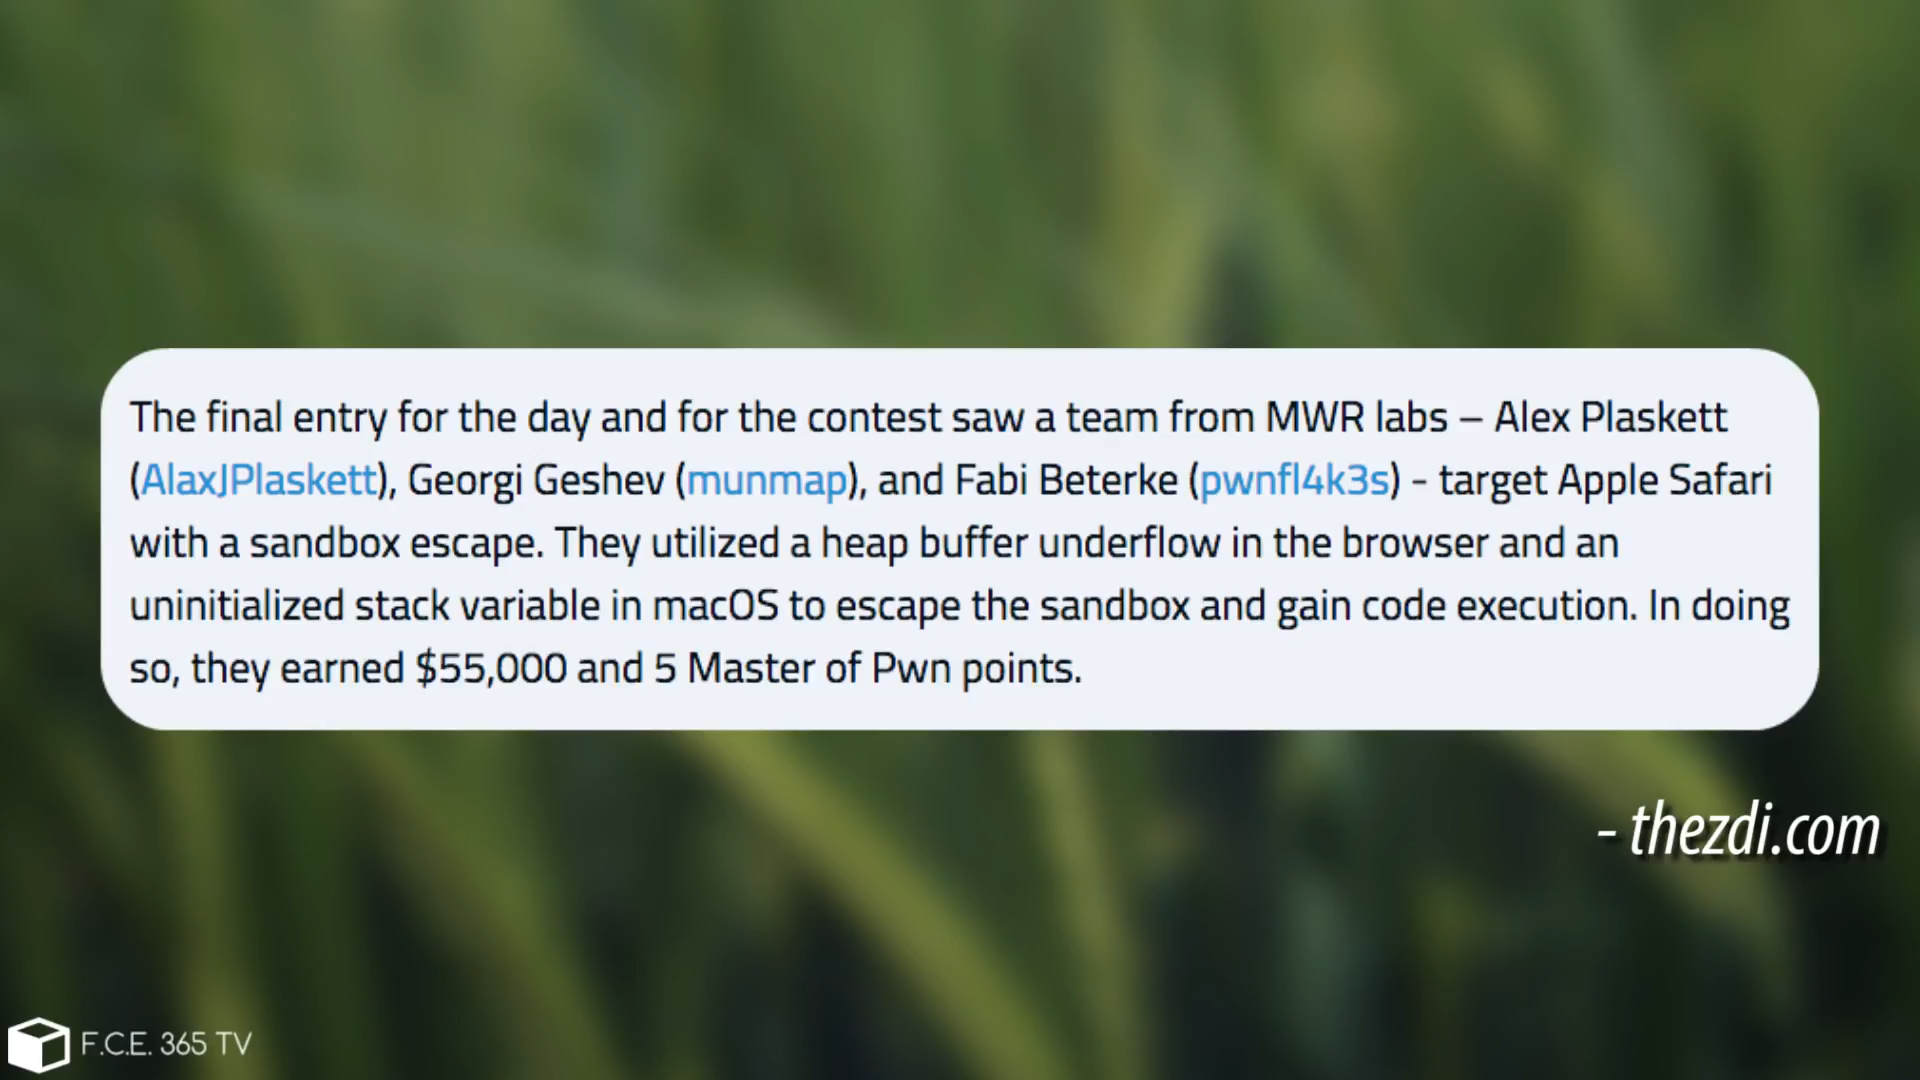 The final entry for the day and for the contest saw a team from MWR labs – Alex Plaskett
(AlaxJPlaskett), Georgi Geshev (munmap), and Fabi Beterke (pwnfl4k3s) - target Apple Safari
with a sandbox escape. They utilized a heap buffer underflow in the browser and an
uninitialized stack variable in macOS to escape the sandbox and gain code execution. In doing
so, they earned $55,000 and 5 Master of Pwn points.
- thezdi.com
F.C.E. 365 TV